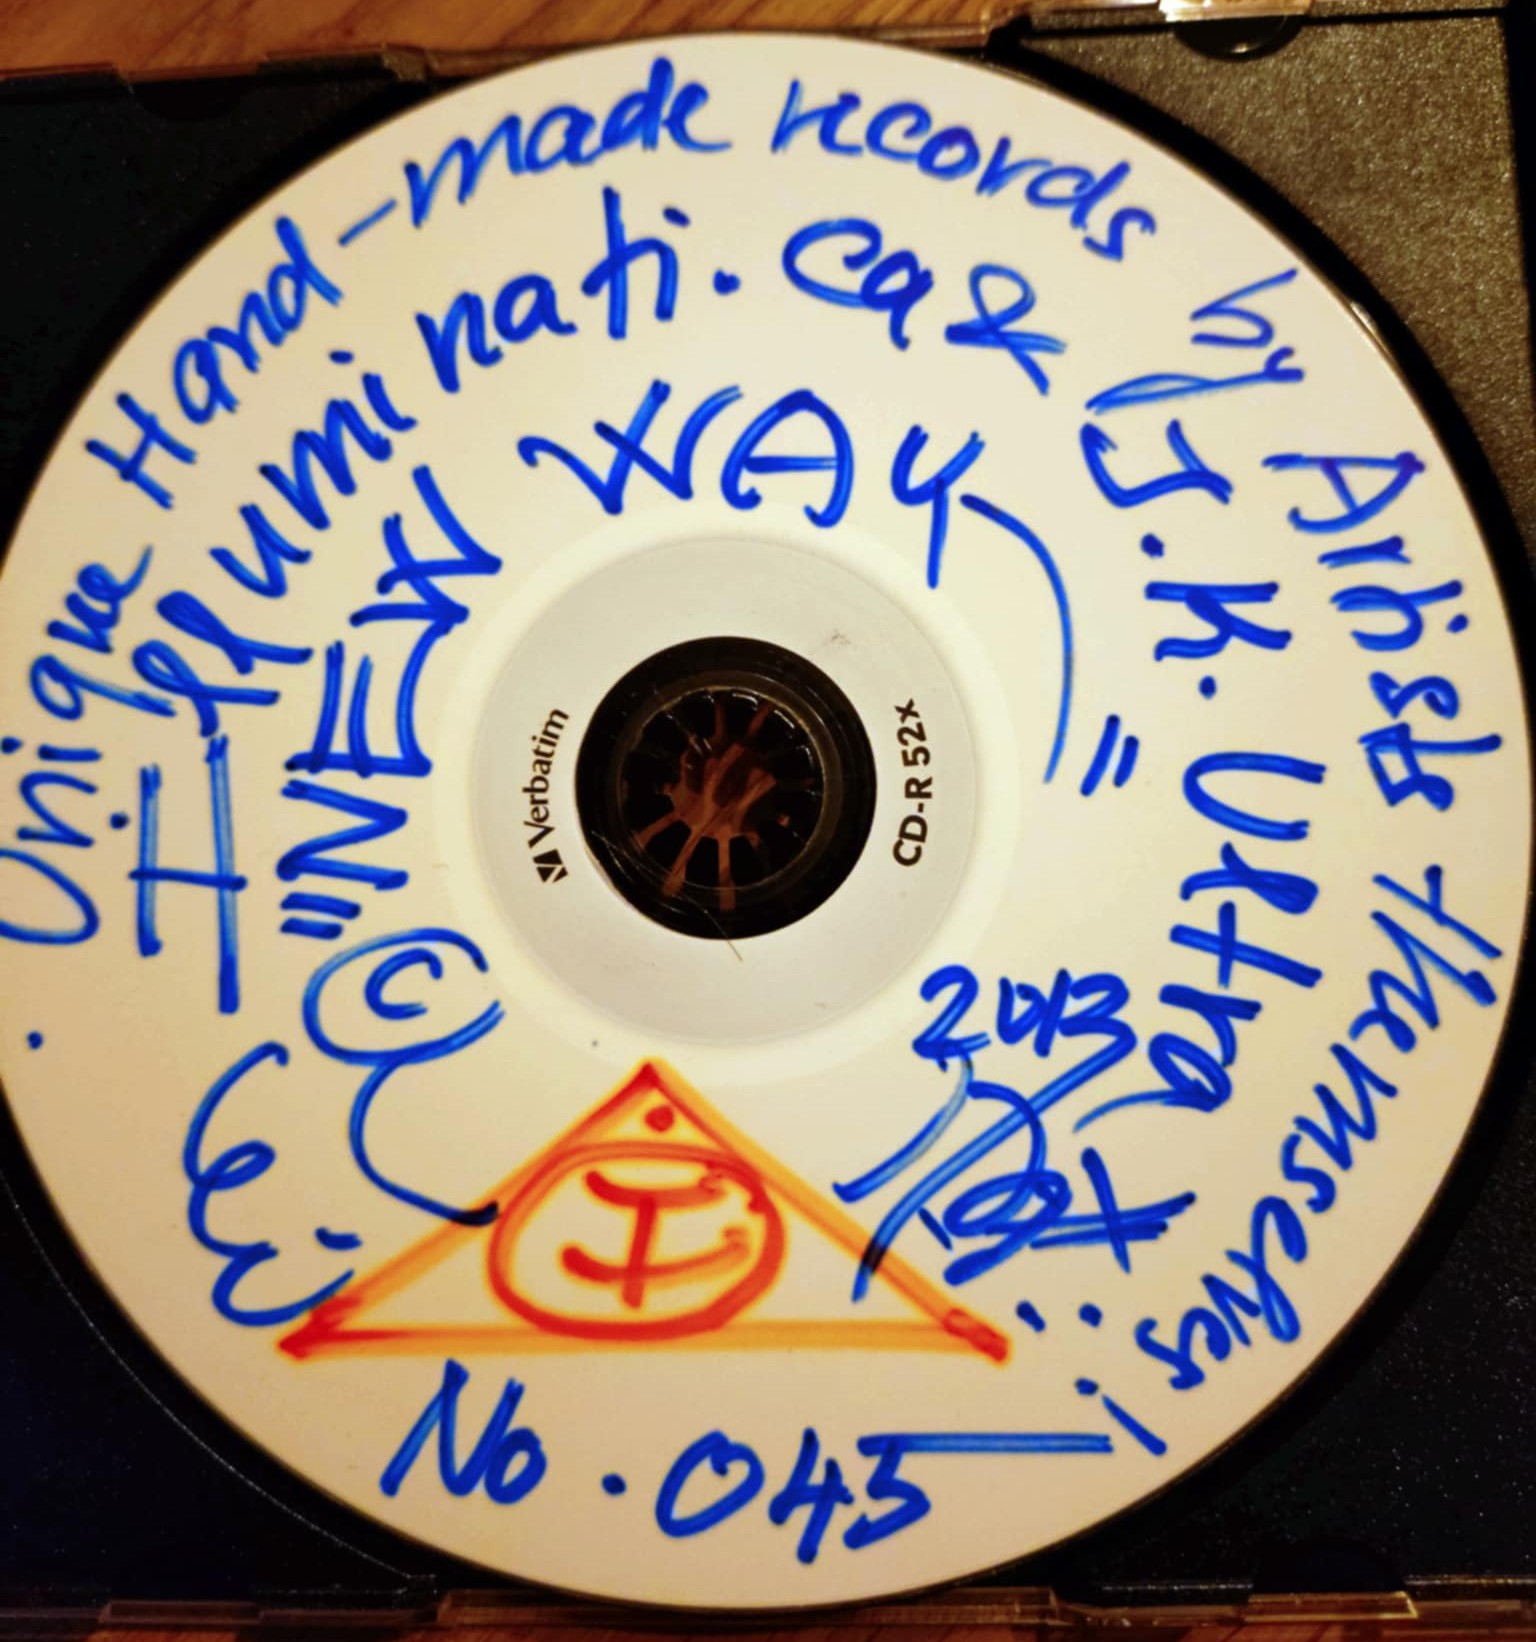 Unique Hand-made records by Artists themselves!
Illuminati.ca & J.K. Ultra
"NEW WAY"
©
2013
Verbatim
CD-R 52x
No. 045